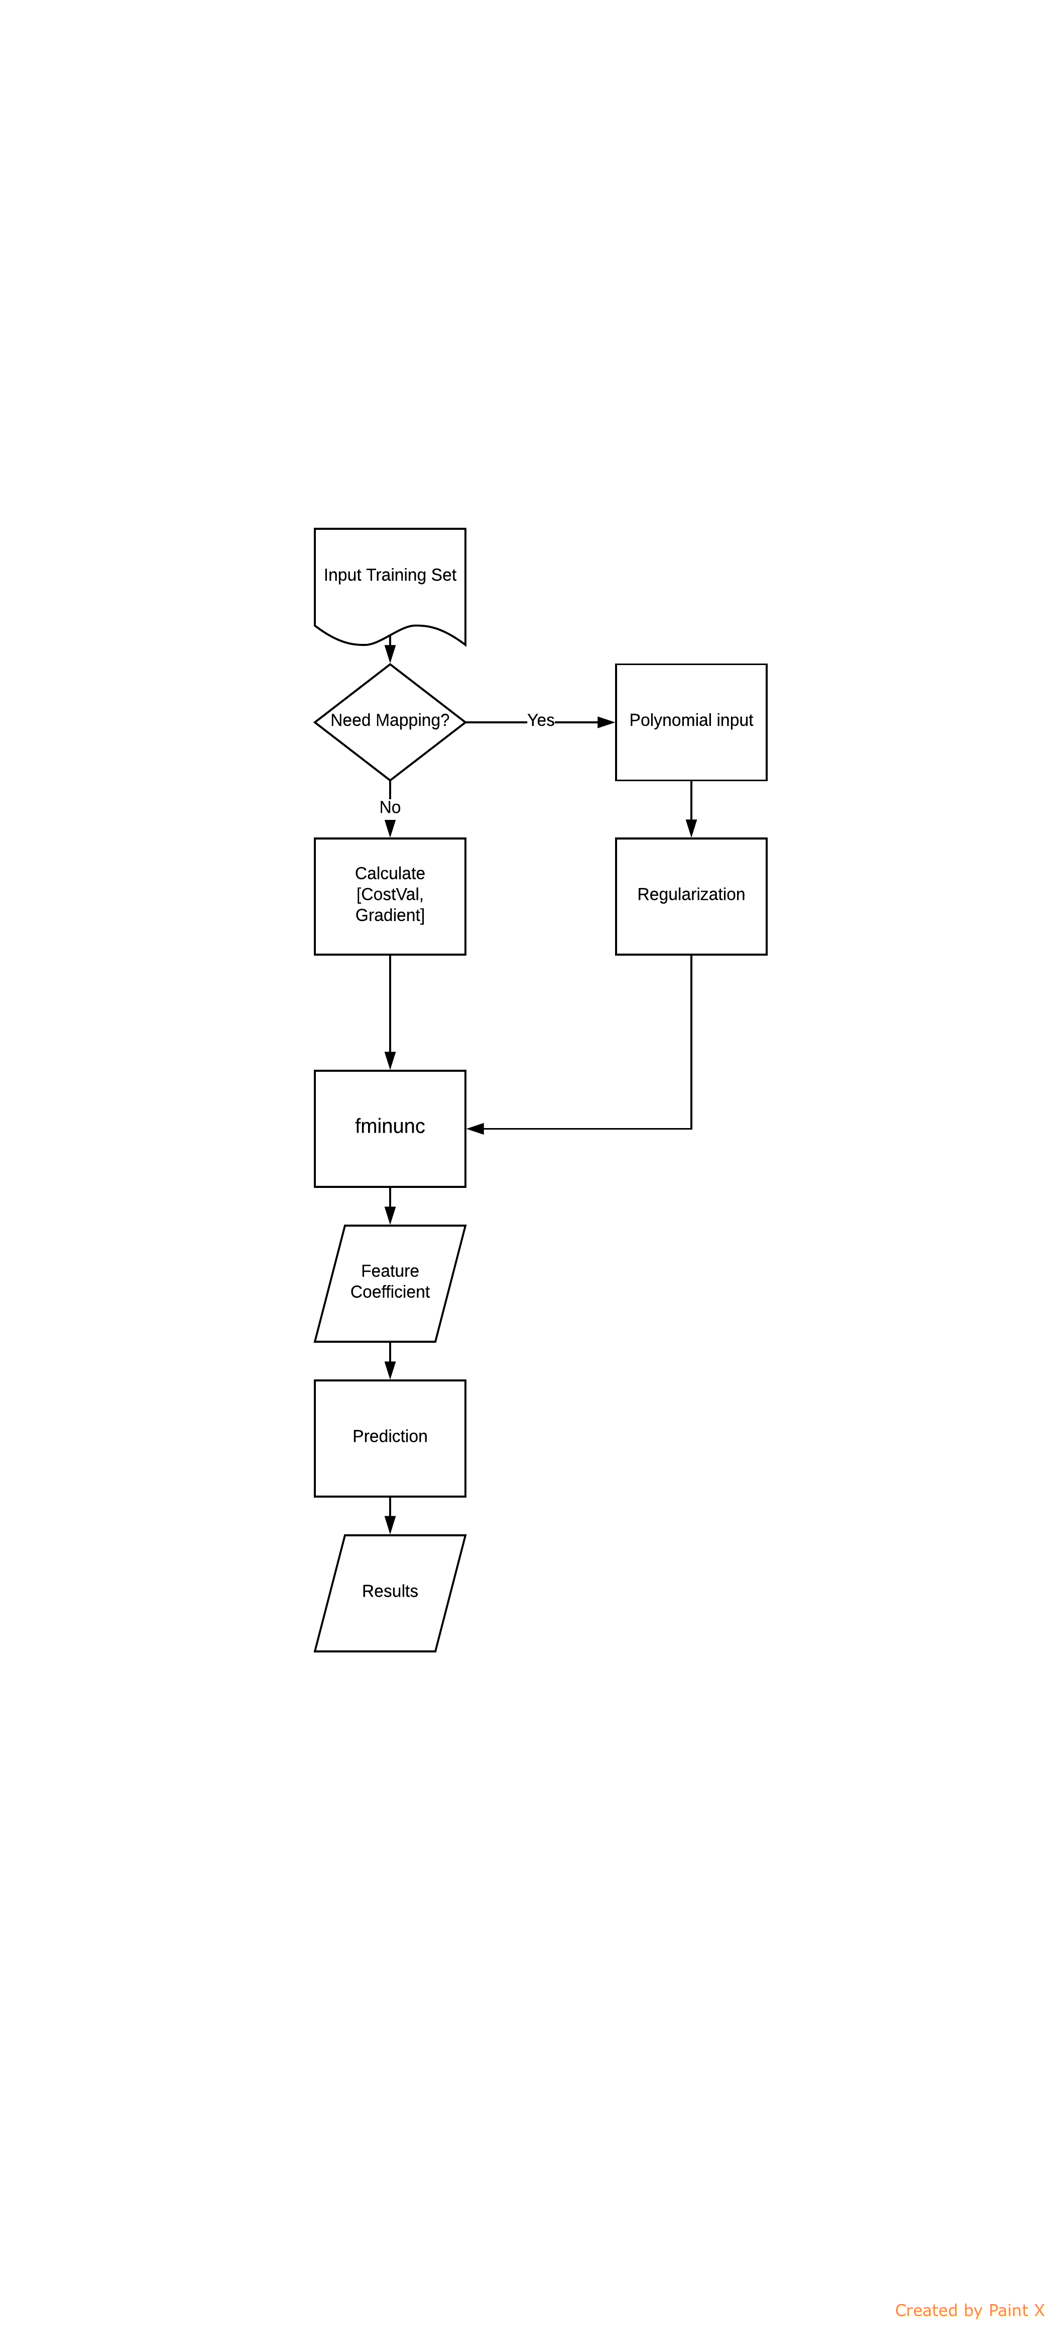 Input Training Set
Need Mapping?
Yes
Polynomial input
No
Calculate
[CostVal,
Gradient]
Regularization
fminunc
Feature
Coefficient
Prediction
Results
Created by Paint X